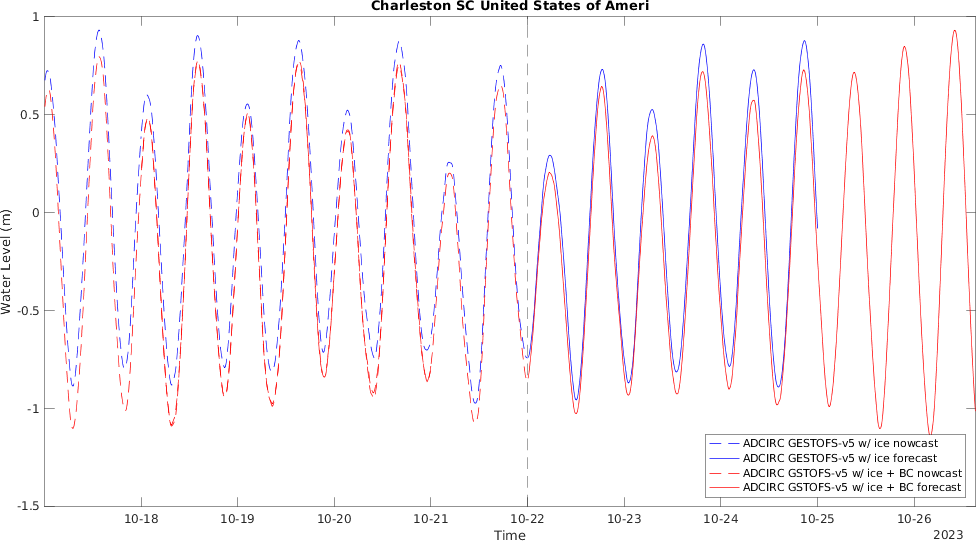 Charleston SC United States of Ameri
1
0.5
0
-0.5
-1
-1.5
Water Level (m)
10-18 10-19 10-20 10-21 10-22 10-23 10-24 10-25 10-26
Time
2023
ADCIRC GESTOFS-v5 w/ ice nowcast
ADCIRC GESTOFS-v5 w/ ice forecast
ADCIRC GSTOFS-v5 w/ ice + BC nowcast
ADCIRC GSTOFS-v5 w/ ice + BC forecast